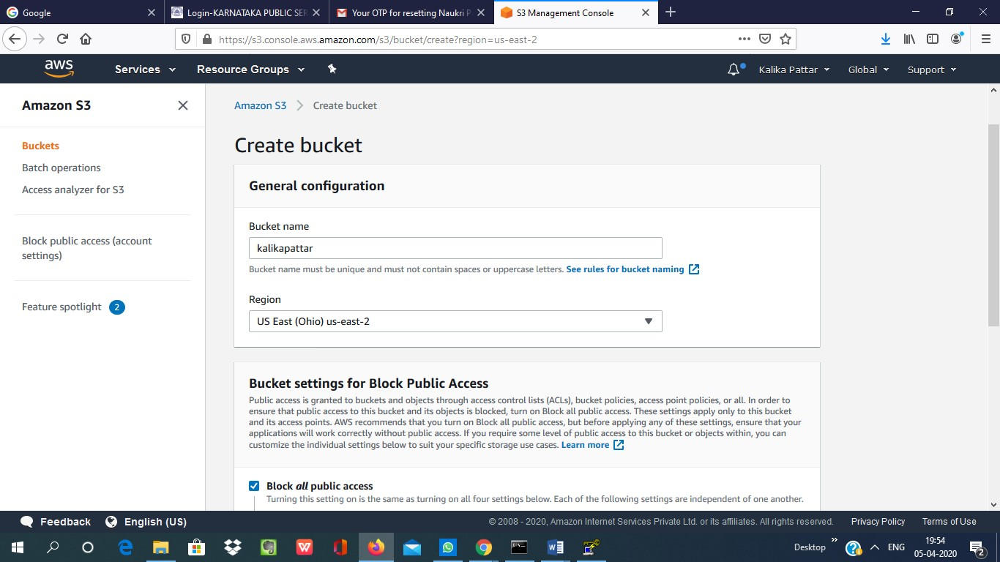 Google
Login-KARNATAKA PUBLIC SER
Your OTP for resetting Naukri P
S3 Management Console
https://s3.console.aws.amazon.com/s3/bucket/create?region=us-east-2
aws
Services
Resource Groups
Kalika Pattar
Global
Support
Amazon S3
Buckets
Batch operations
Access analyzer for S3
Block public access (account
settings)
Feature spotlight 2
Amazon S3 > Create bucket
Create bucket
General configuration
Bucket name
kalikapattar
Bucket name must be unique and must not contain spaces or uppercase letters. See rules for bucket naming
Region
US East (Ohio) us-east-2
Bucket settings for Block Public Access
Public access is granted to buckets and objects through access control lists (ACLs), bucket policies, access point policies, or all. In order to
ensure that public access to this bucket and its objects is blocked, turn on Block all public access. These settings apply only to this bucket
and its access points. AWS recommends that you turn on Block all public access, but before applying any of these settings, ensure that your
applications will work correctly without public access. If you require some level of public access to this bucket or objects within, you can
customize the individual settings below to suit your specific storage use cases. Learn more
Block all public access
Turning this setting on is the same as turning on all four settings below. Each of the following settings are independent of one another.
Feedback
English (US)
© 2008 - 2020, Amazon Internet Services Private Ltd. or its affiliates. All rights reserved.
Privacy Policy
Terms of Use
Desktop
ENG
19:54
05-04-2020
2